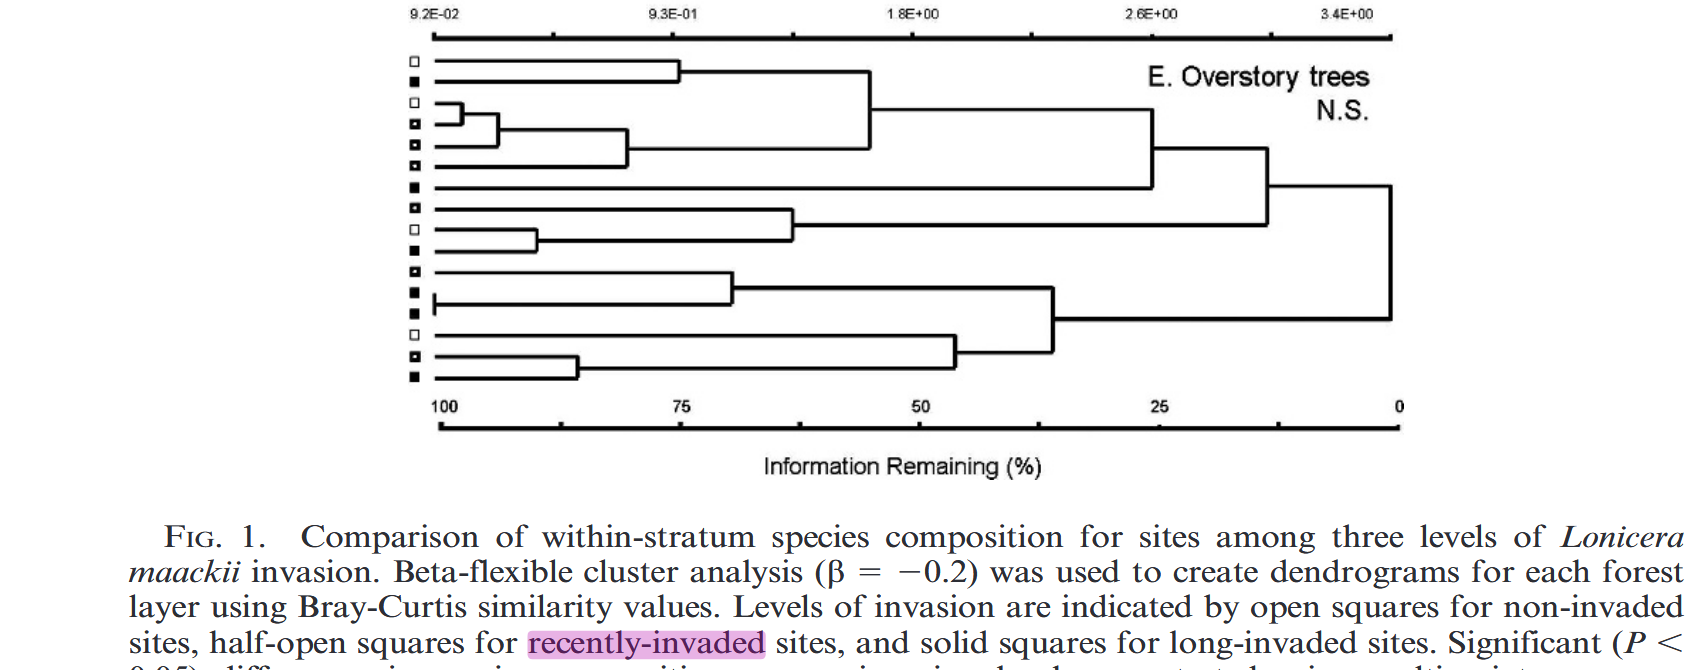 9.2E-02 9.3E-01 1.8E+00 2.6E+00 3.4E+00
E. Overstory trees
N.S.
100 75 50 25 0
Information Remaining (%)
FIG. 1. Comparison of within-stratum species composition for sites among three levels of Lonicera
maackii invasion. Beta-flexible cluster analysis (β = −0.2) was used to create dendrograms for each forest
layer using Bray-Curtis similarity values. Levels of invasion are indicated by open squares for non-invaded
sites, half-open squares for recently-invaded sites, and solid squares for long-invaded sites. Significant (P <